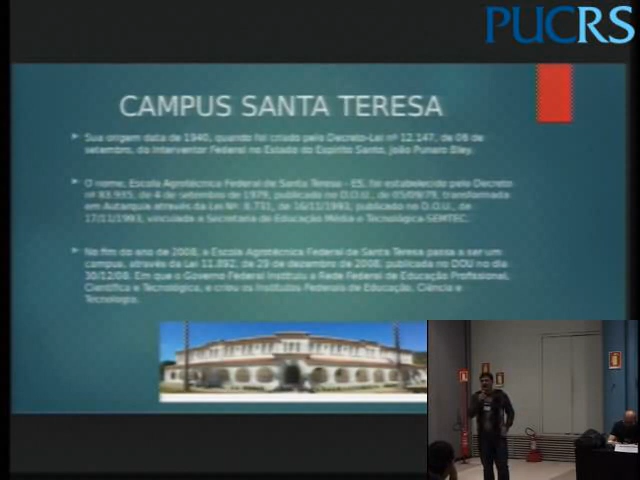 PUCRS
CAMPUS SANTA TERESA
Sua origem data de 1940, quando foi criado pelo Decreto-Lei nº 12.147, de 06 de
setembro, do Interventor Federal no Estado do Espírito Santo, João Punaro Bley.
O nome, Escola Agrotécnica Federal de Santa Teresa - ES, foi estabelecido pelo Decreto
nº 83.935, de 4 de setembro de 1979, publicado no D.O.U., de 05/09/79, transformada
em Autarquia através da Lei Nº. 8.731, de 16/11/1993, publicado no D.O.U., de
17/11/1993, vinculada a Secretaria de Educação Média e Tecnológica-SEMTEC.
No fim do ano de 2008, a Escola Agrotécnica Federal de Santa Teresa passa a ser um
campus, através da Lei 11.892, de 29 de dezembro de 2008, publicada no DOU no dia
30/12/08. Em que o Governo Federal Instituiu a Rede Federal de Educação Profissional,
Científica e Tecnológica, e criou os Institutos Federais de Educação, Ciência e
Tecnologia.